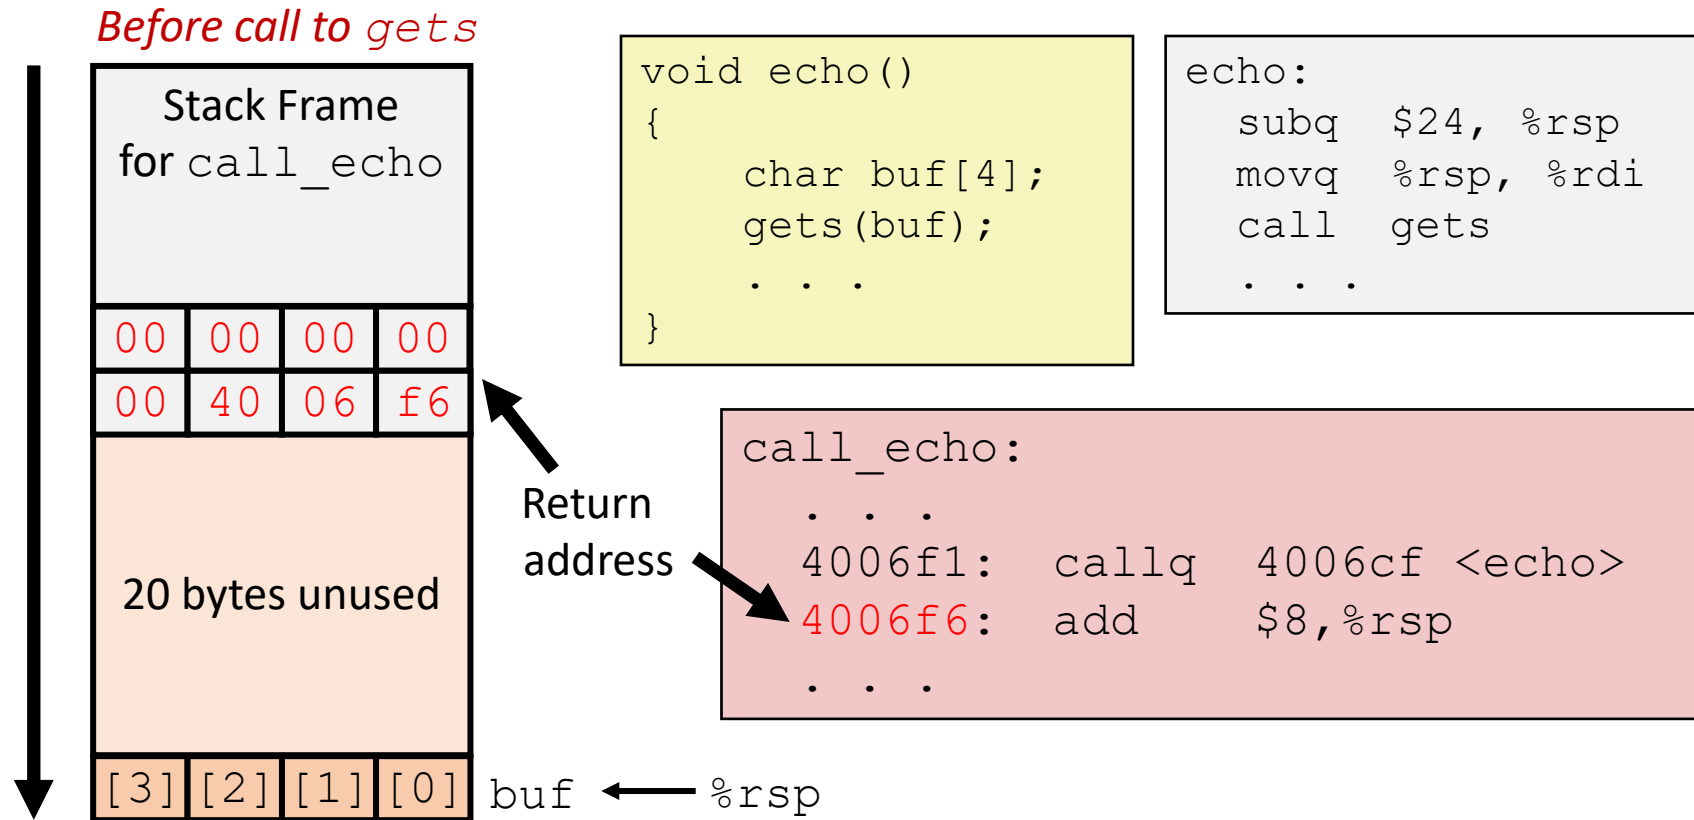 Before call to gets
Stack Frame
for call_echo
00 00 00 00
00 40 06 f6
20 bytes unused
[3] [2] [1] [0]
buf
%rsp
Return
address
void echo()
{
    char buf[4];
    gets(buf);
    . . .
}
echo:
  subq  $24, %rsp
  movq  %rsp, %rdi
  call  gets
  . . .
call_echo:
  . . .
  4006f1:  callq  4006cf <echo>
  4006f6:  add    $8,%rsp
  . . .